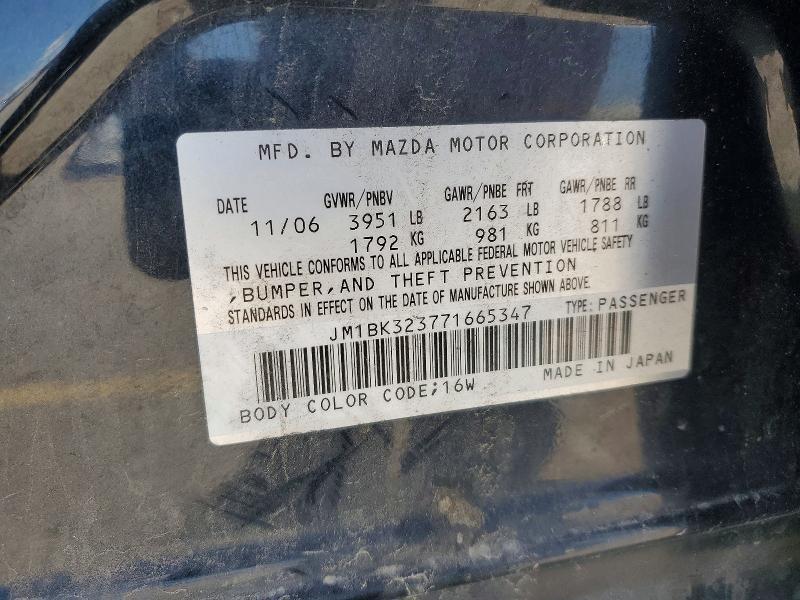 MFD. BY MAZDA MOTOR CORPORATION
DATE GVWR/PNBV GAWR/PNBE FRT GAWR/PNBE RR
11/06 3951 LB 2163 LB 1788 LB
1792 KG 981 KG 811 KG
THIS VEHICLE CONFORMS TO ALL APPLICABLE FEDERAL MOTOR VEHICLE SAFETY
,BUMPER,AND THEFT PREVENTION
STANDARDS IN EFFECT ON THE DATE OF MANUFACTURE SHOWN ABOVE.
JM1BK323771665347 TYPE: PASSENGER
BODY COLOR CODE;16W MADE IN JAPAN